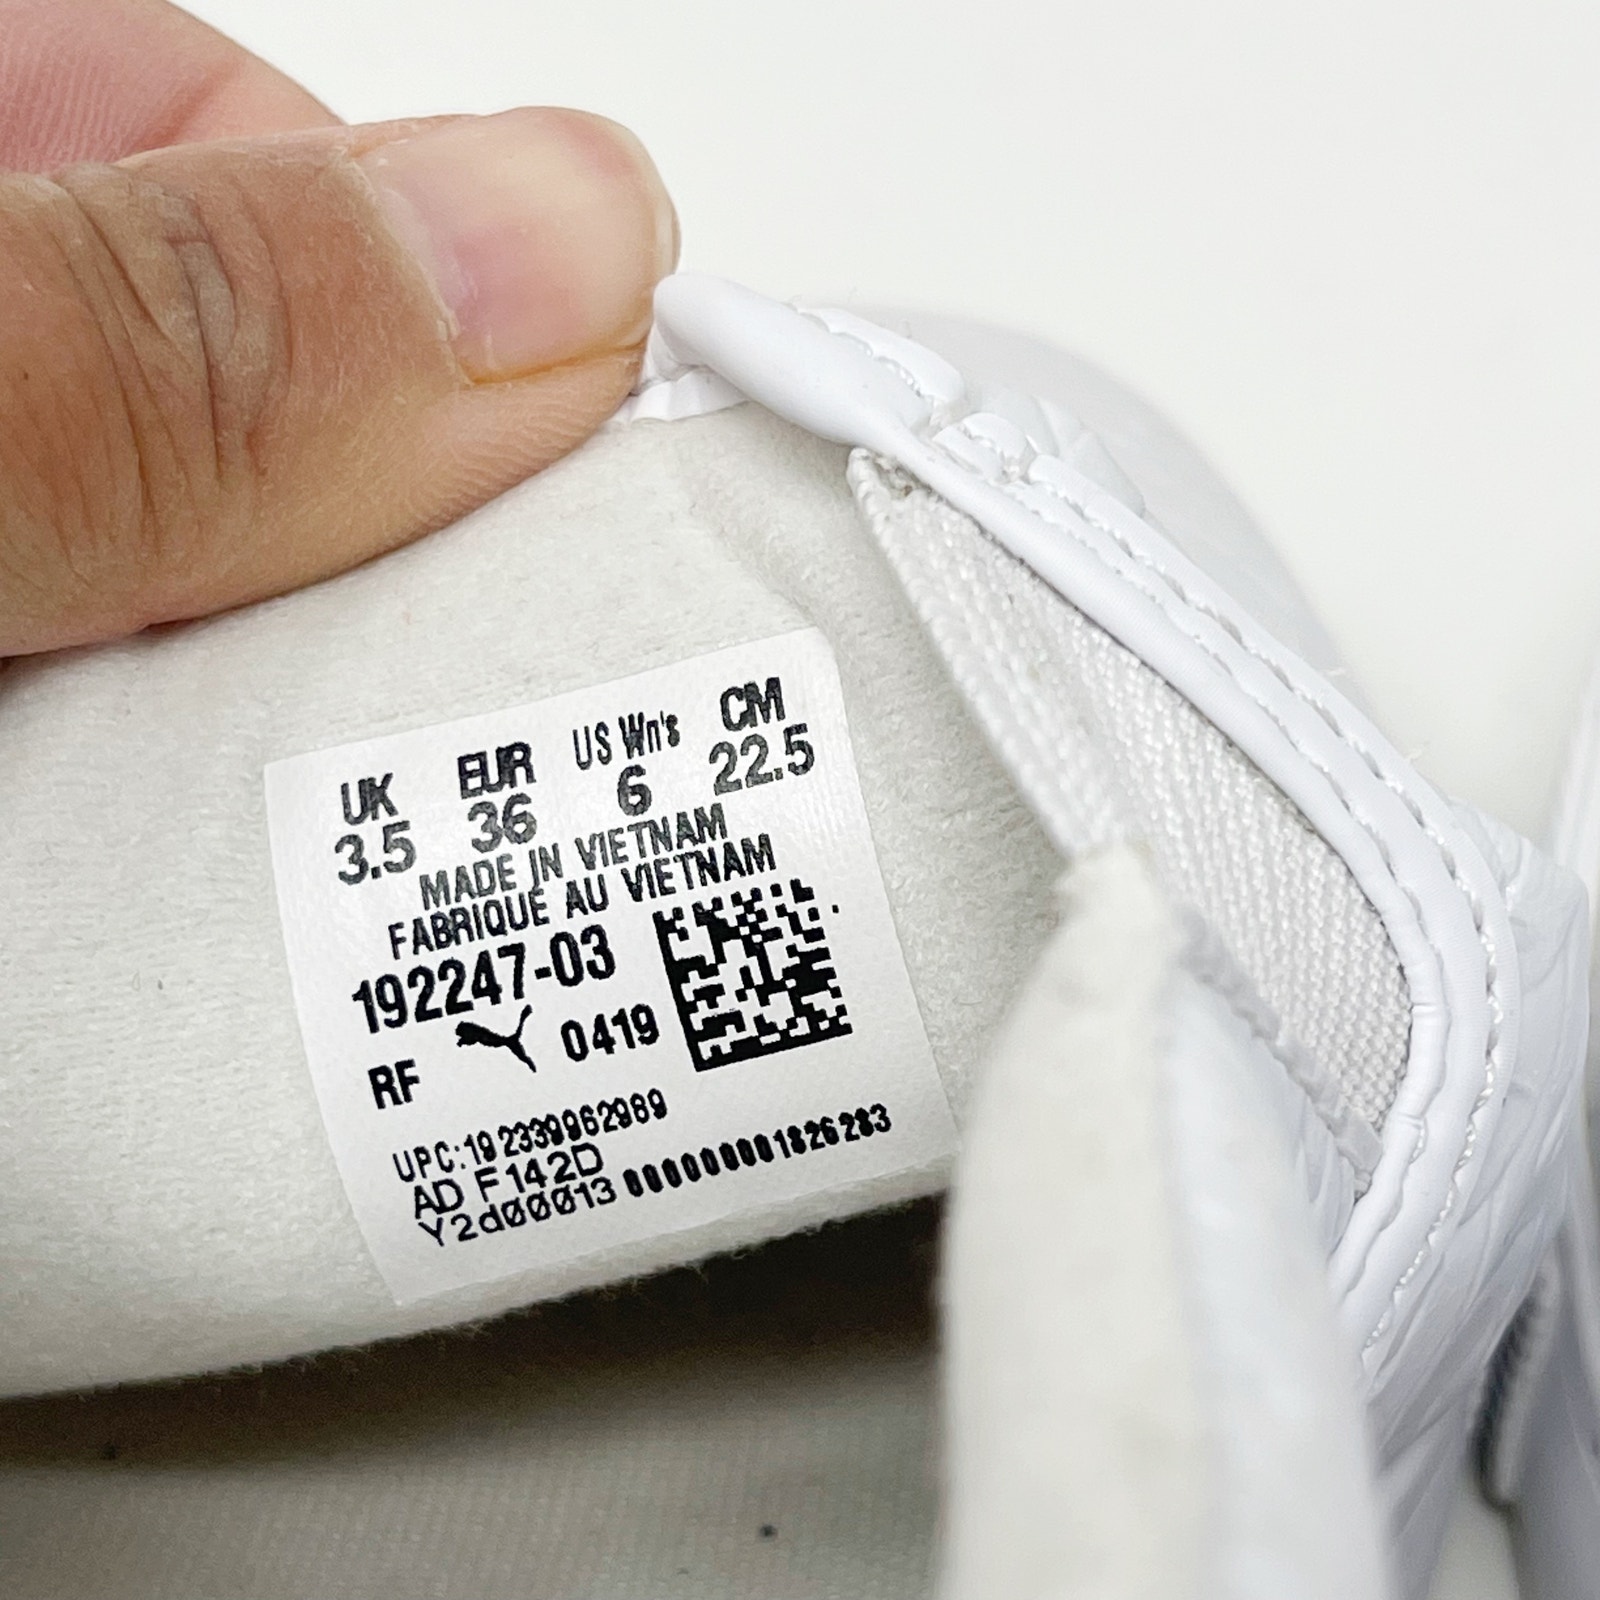 UK EUR US Wn's CM
3.5 36 6 22.5
MADE IN VIETNAM
FABRIQUÉ AU VIETNAM
192247-03
RF 0419
UPC:192339962989
AD F142D
Y2d00013 000000001826283